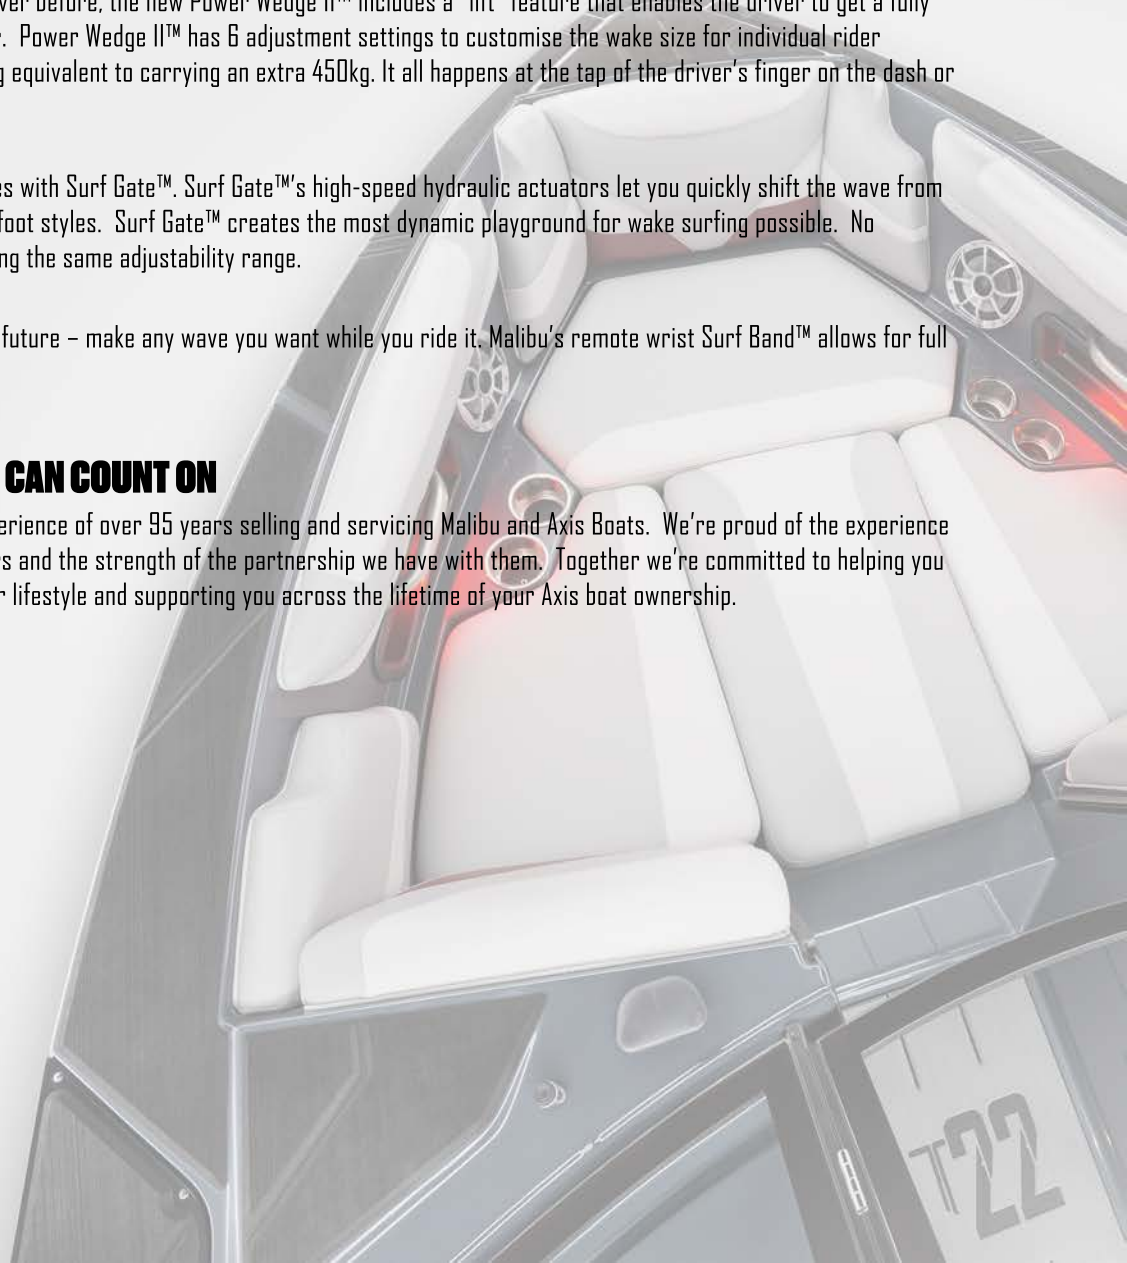 before, the new Power Wedge II™ includes a "lift" feature that enables the driver to get a fully
Power Wedge II™ has 6 adjustment settings to customise the wake size for individual rider
equivalent to carrying an extra 450kg. It all happens at the tap of the driver's finger on the dash or
with Surf Gate™. Surf Gate™'s high-speed hydraulic actuators let you quickly shift the wave from
foot styles. Surf Gate™ creates the most dynamic playground for wake surfing possible. No
the same adjustability range.
future – make any wave you want while you ride it. Malibu's remote wrist Surf Band™ allows for full
CAN COUNT ON
of over 95 years selling and servicing Malibu and Axis Boats. We're proud of the experience
and the strength of the partnership we have with them. Together we're committed to helping you
lifestyle and supporting you across the lifetime of your Axis boat ownership.
T22